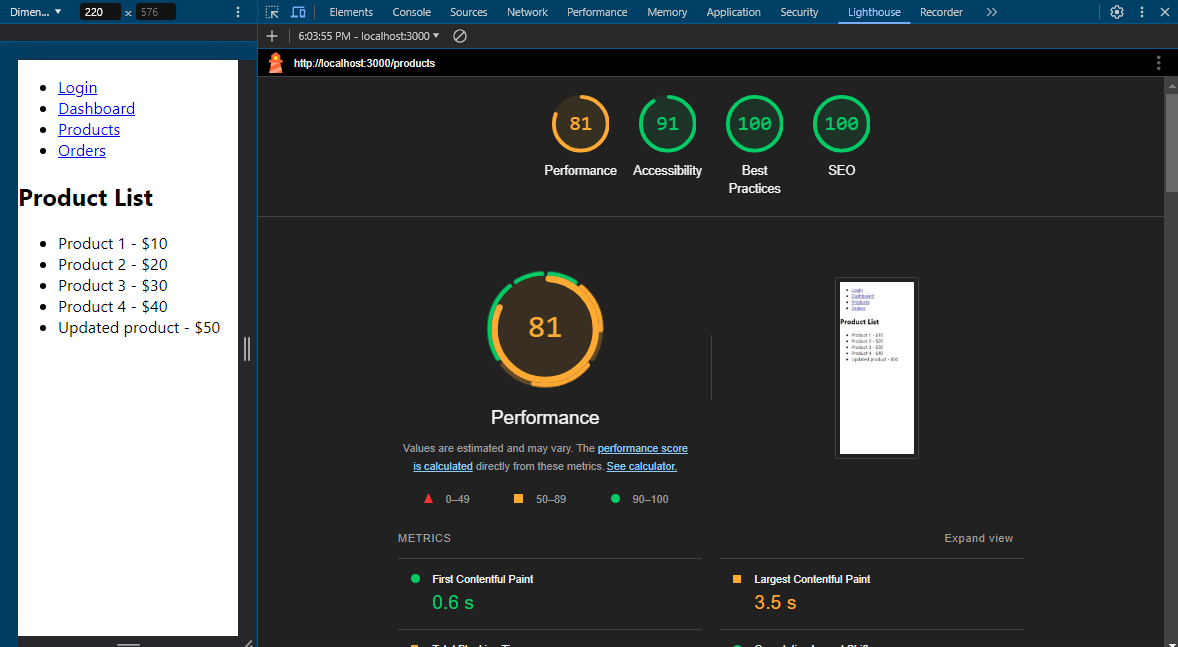 Dimen... 220 × 576
Elements Console Sources Network Performance Memory Application Security Lighthouse Recorder
6:03:55 PM - localhost:3000
http://localhost:3000/products
Login
Dashboard
Products
Orders
Product List
Product 1 - $10
Product 2 - $20
Product 3 - $30
Product 4 - $40
Updated product - $50
81 91 100 100
Performance Accessibility Best Practices SEO
81
Performance
Values are estimated and may vary. The performance score
is calculated directly from these metrics. See calculator.
0–49 50–89 90–100
Login
Dashboard
Products
Orders
Product List
Product 1 - $10
Product 2 - $20
Product 3 - $30
Product 4 - $40
Updated product - $50
METRICS Expand view
First Contentful Paint Largest Contentful Paint
0.6 s 3.5 s